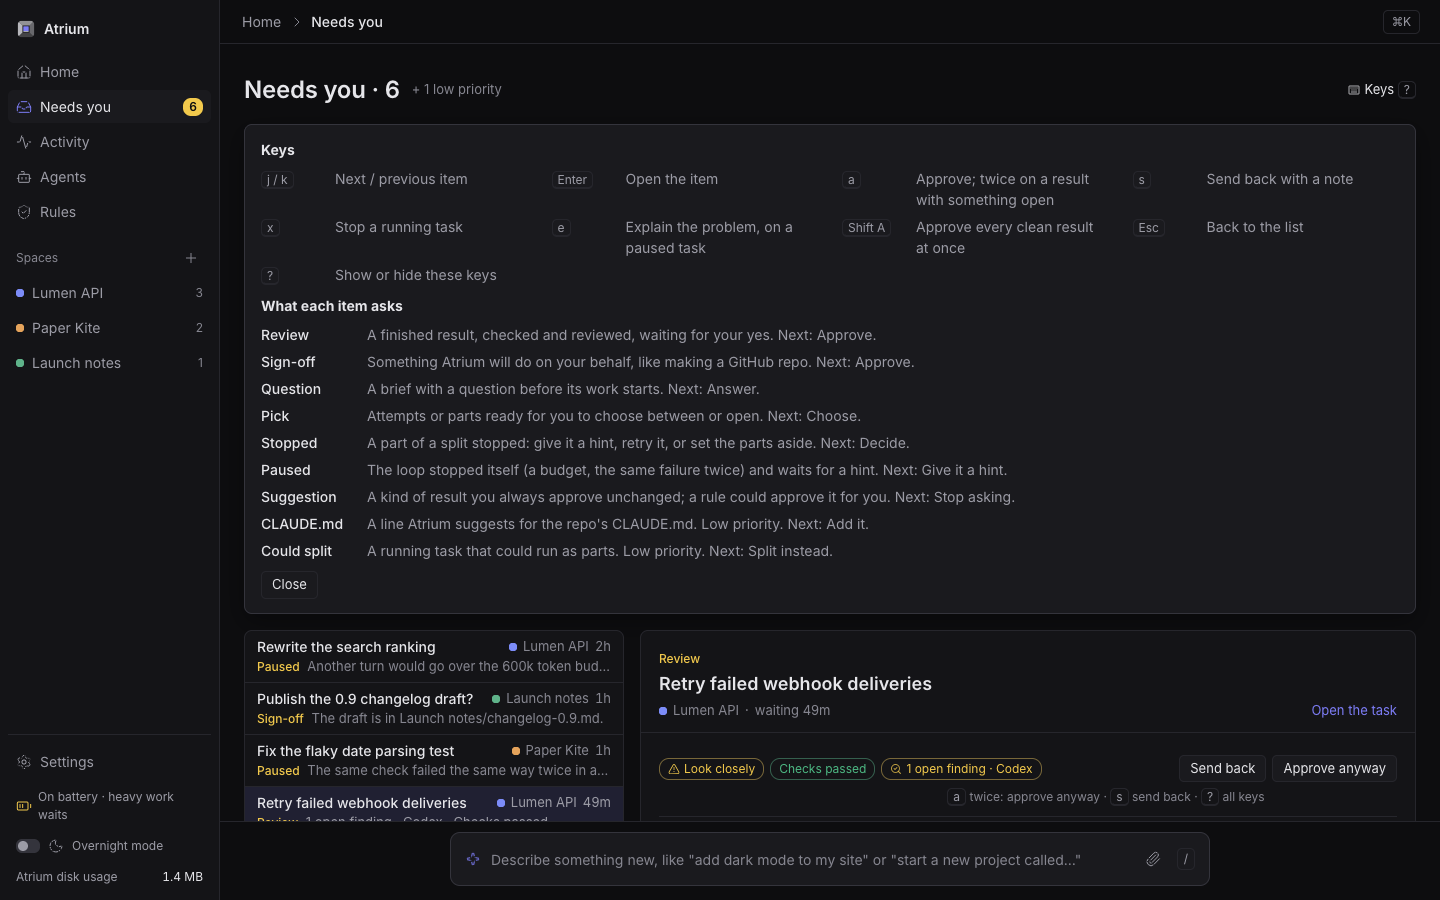 Atrium
Home
Needs you 6
Activity
Agents
Rules
Spaces
Lumen API 3
Paper Kite 2
Launch notes 1
Settings
On battery · heavy work
waits
Overnight mode
Atrium disk usage 1.4 MB
Home > Needs you
⌘K
Needs you · 6 + 1 low priority
Keys ?
Keys
j / k Next / previous item
Enter Open the item
a Approve; twice on a result
with something open
s Send back with a note
x Stop a running task
e Explain the problem, on a
paused task
Shift A Approve every clean result
at once
Esc Back to the list
? Show or hide these keys
What each item asks
Review A finished result, checked and reviewed, waiting for your yes. Next: Approve.
Sign-off Something Atrium will do on your behalf, like making a GitHub repo. Next: Approve.
Question A brief with a question before its work starts. Next: Answer.
Pick Attempts or parts ready for you to choose between or open. Next: Choose.
Stopped A part of a split stopped: give it a hint, retry it, or set the parts aside. Next: Decide.
Paused The loop stopped itself (a budget, the same failure twice) and waits for a hint. Next: Give it a hint.
Suggestion A kind of result you always approve unchanged; a rule could approve it for you. Next: Stop asking.
CLAUDE.md A line Atrium suggests for the repo's CLAUDE.md. Low priority. Next: Add it.
Could split A running task that could run as parts. Low priority. Next: Split instead.
Close
Rewrite the search ranking Lumen API 2h
Paused Another turn would go over the 600k token bud...
Publish the 0.9 changelog draft? Launch notes 1h
Sign-off The draft is in Launch notes/changelog-0.9.md.
Fix the flaky date parsing test Paper Kite 1h
Paused The same check failed the same way twice in a...
Retry failed webhook deliveries Lumen API 49m
Review 1 open finding · Codex · Checks passed
Review
Retry failed webhook deliveries
Lumen API · waiting 49m
Open the task
Look closely
Checks passed
1 open finding · Codex
Send back
Approve anyway
a twice: approve anyway · s send back · ? all keys
Describe something new, like "add dark mode to my site" or "start a new project called..." /